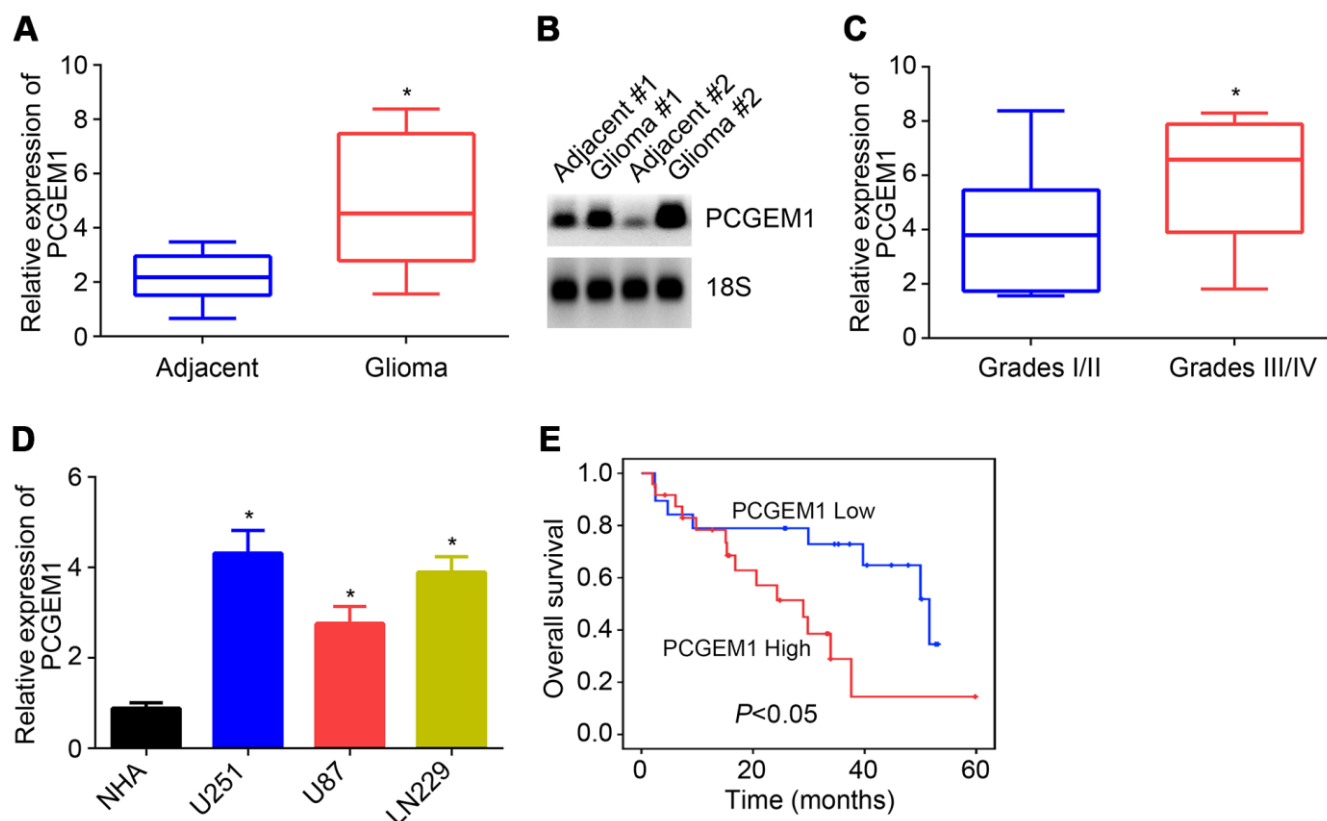 A
Relative expression of
PCGEM1
10
8
6
4
2
0
*
Adjacent
Glioma
B
Adjacent #1
Glioma #1
Adjacent #2
Glioma #2
PCGEM1
18S
C
Relative expression of
PCGEM1
10
8
6
4
2
0
*
Grades I/II
Grades III/IV
D
Relative expression of
PCGEM1
6
4
2
0
*
*
*
NHA
U251
U87
LN229
E
Overall survival
1.0
0.8
0.6
0.4
0.2
0.0
PCGEM1 Low
PCGEM1 High
P<0.05
0
20
40
60
Time (months)